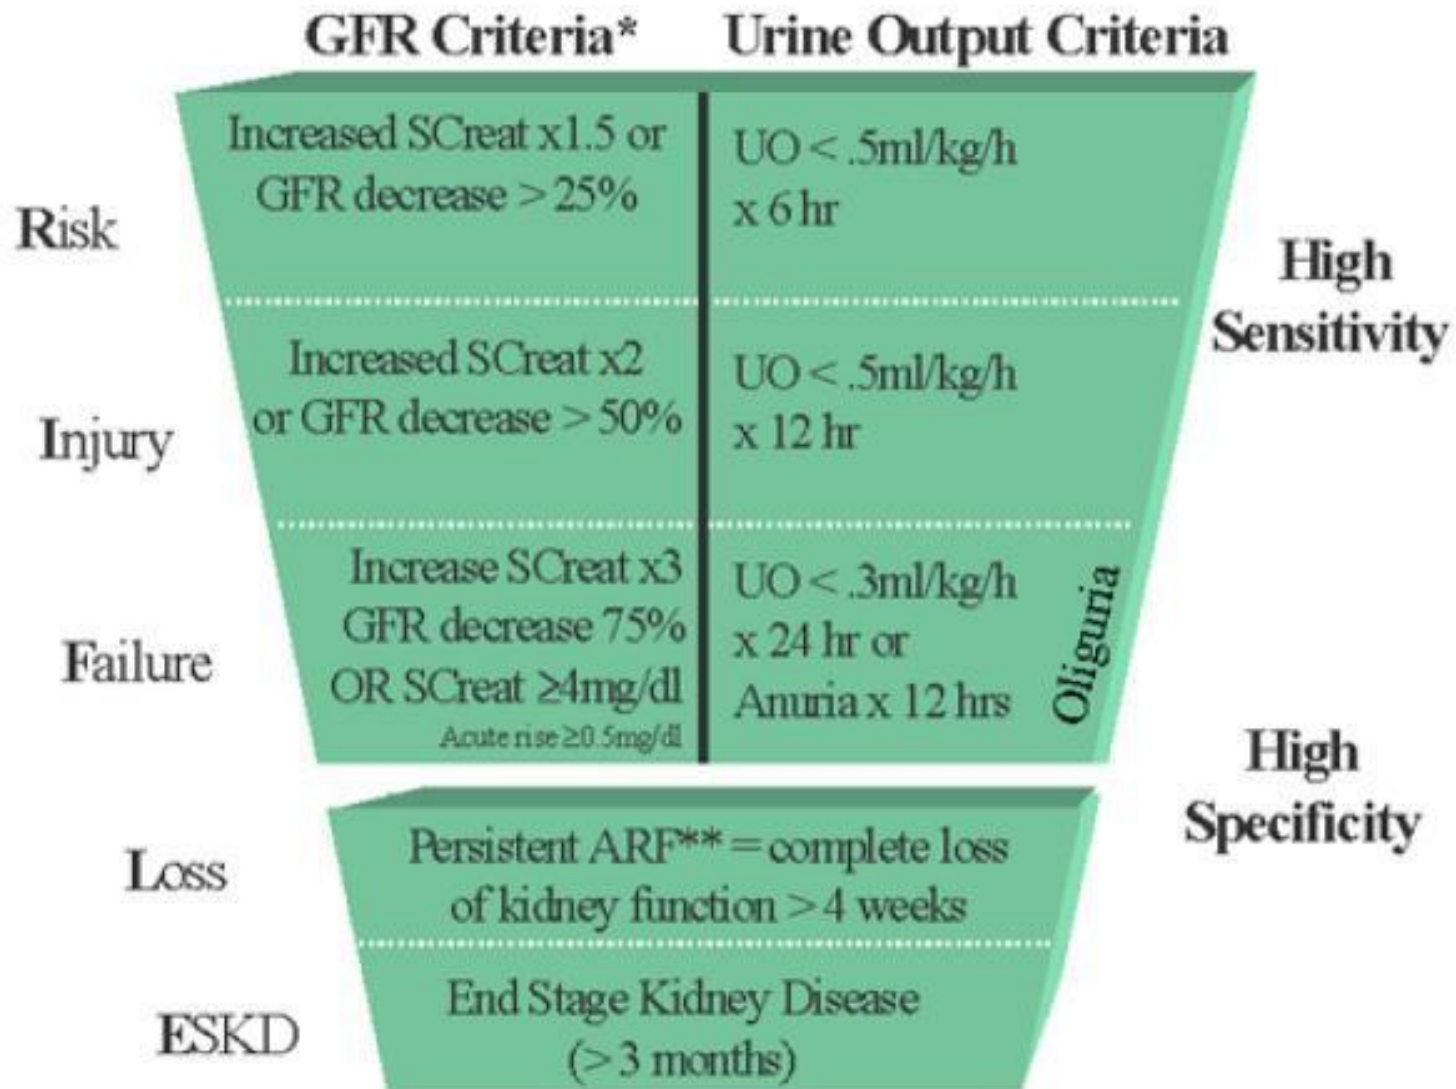 GFR Criteria*
Urine Output Criteria
Risk
Increased SCreat x1.5 or
GFR decrease > 25%
UO < .5ml/kg/h
x 6 hr
High
Sensitivity
Injury
Increased SCreat x2
or GFR decrease > 50%
UO < .5ml/kg/h
x 12 hr
Failure
Increase SCreat x3
GFR decrease 75%
OR SCreat ≥4mg/dl
Acute rise ≥0.5mg/dl
UO < .3ml/kg/h
x 24 hr or
Anuria x 12 hrs
Oliguria
High
Specificity
Loss
Persistent ARF** = complete loss
of kidney function > 4 weeks
ESKD
End Stage Kidney Disease
(> 3 months)